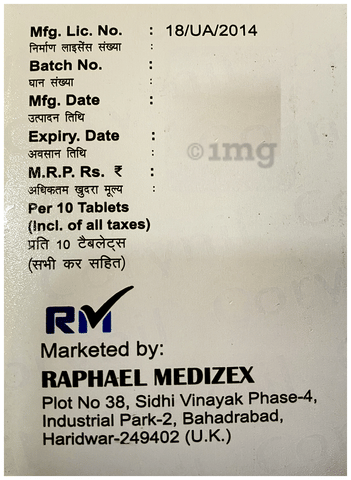 Mfg. Lic. No. : 18/UA/2014
निर्माण लाइसेंस संख्या
Batch No. :
घान संख्या :
Mfg. Date :
उत्पादन तिथि
Expiry. Date :
अवसान तिथि :
M.R.P. Rs. ₹ :
अधिकतम खुदरा मूल्य :
Per 10 Tablets
(Incl. of all taxes)
प्रति 10 टैबलेट्स
(सभी कर सहित)
©1mg
RM
Marketed by:
RAPHAEL MEDIZEX
Plot No 38, Sidhi Vinayak Phase-4,
Industrial Park-2, Bahadrabad,
Haridwar-249402 (U.K.)